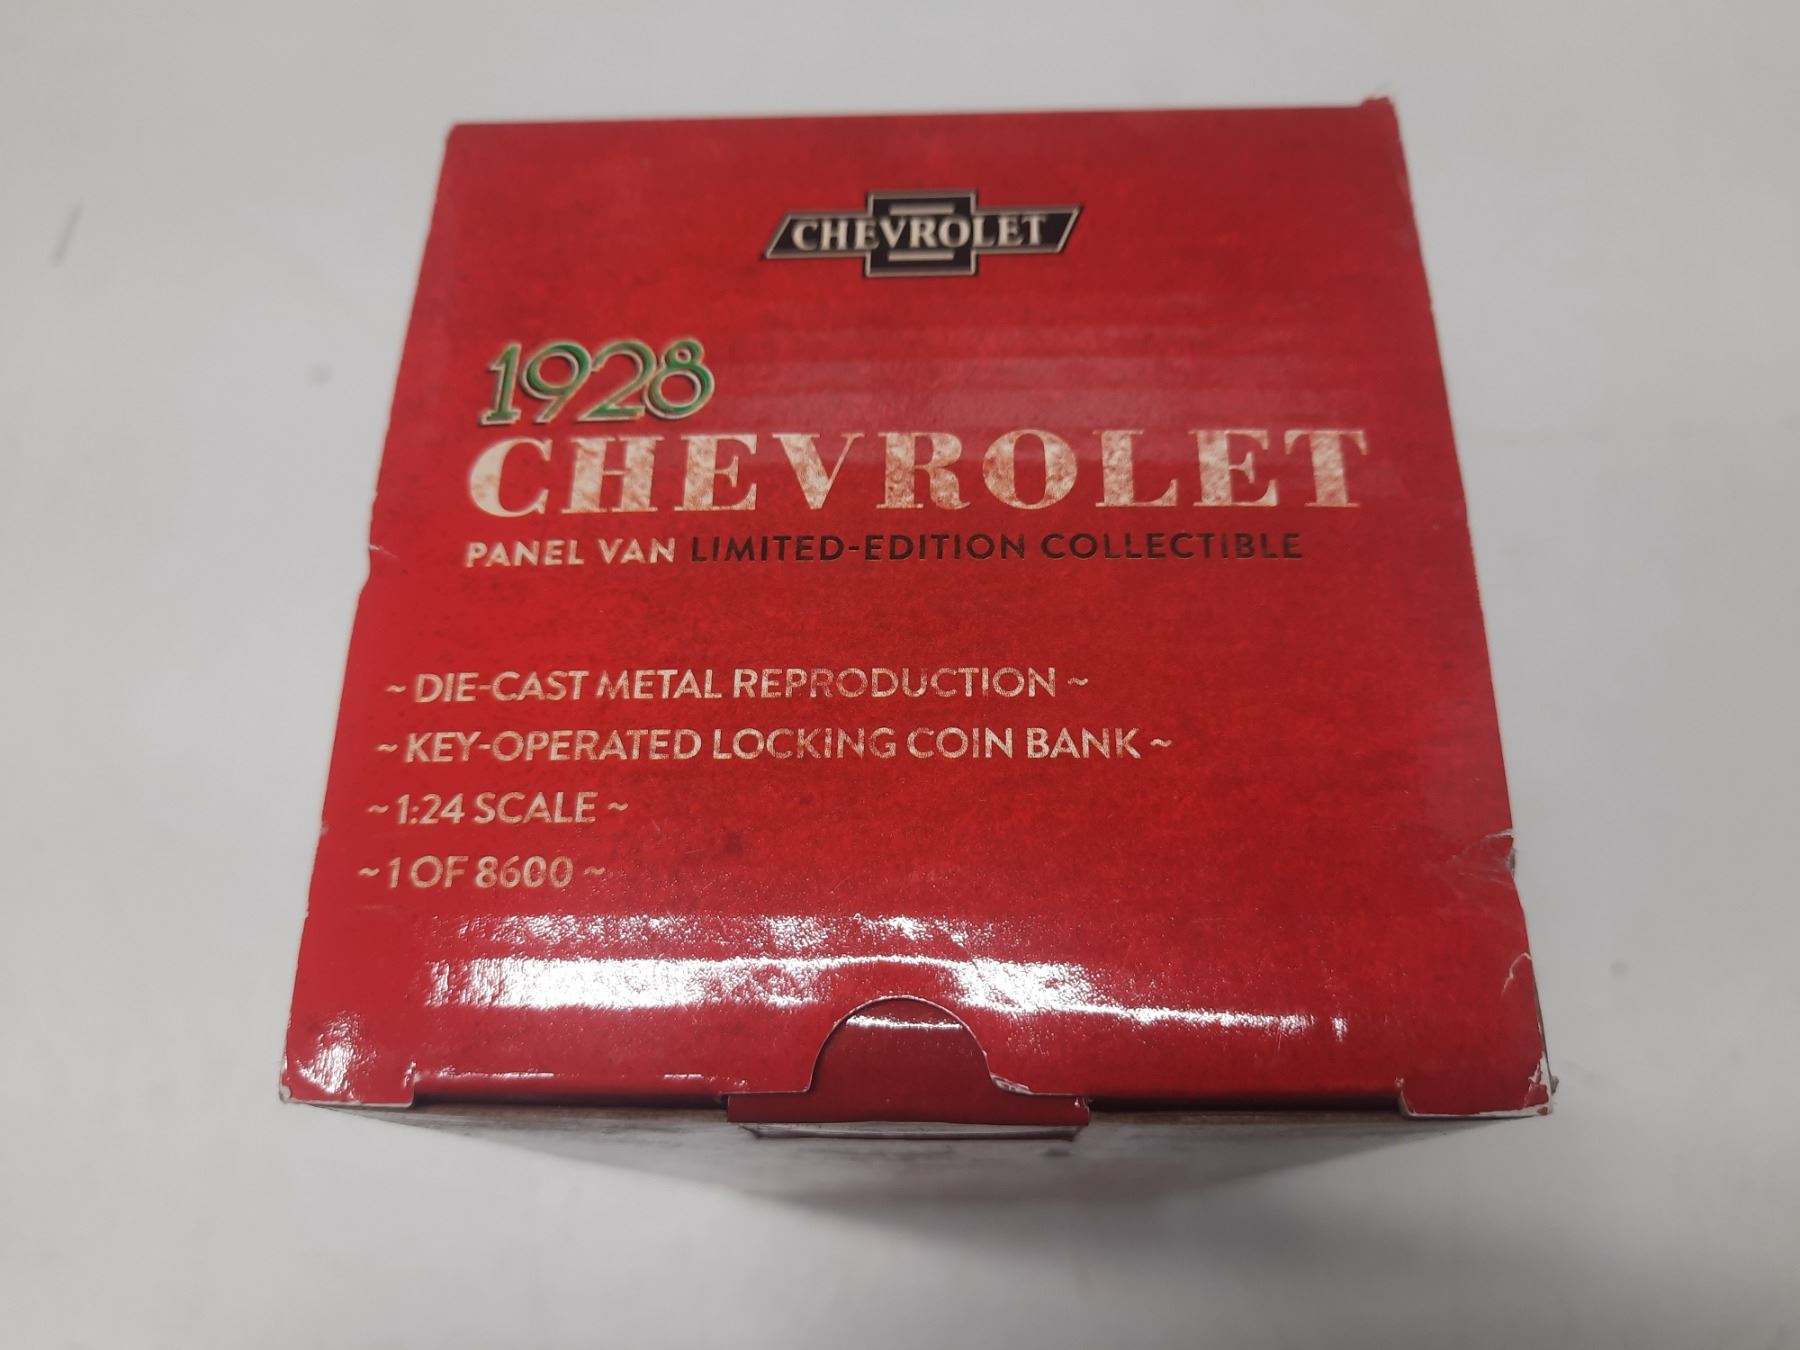 CHEVROLET
1928
CHEVROLET
PANEL VAN LIMITED-EDITION COLLECTIBLE
~ DIE-CAST METAL REPRODUCTION ~
~ KEY-OPERATED LOCKING COIN BANK ~
~ 1:24 SCALE ~
~ 1 OF 8600 ~